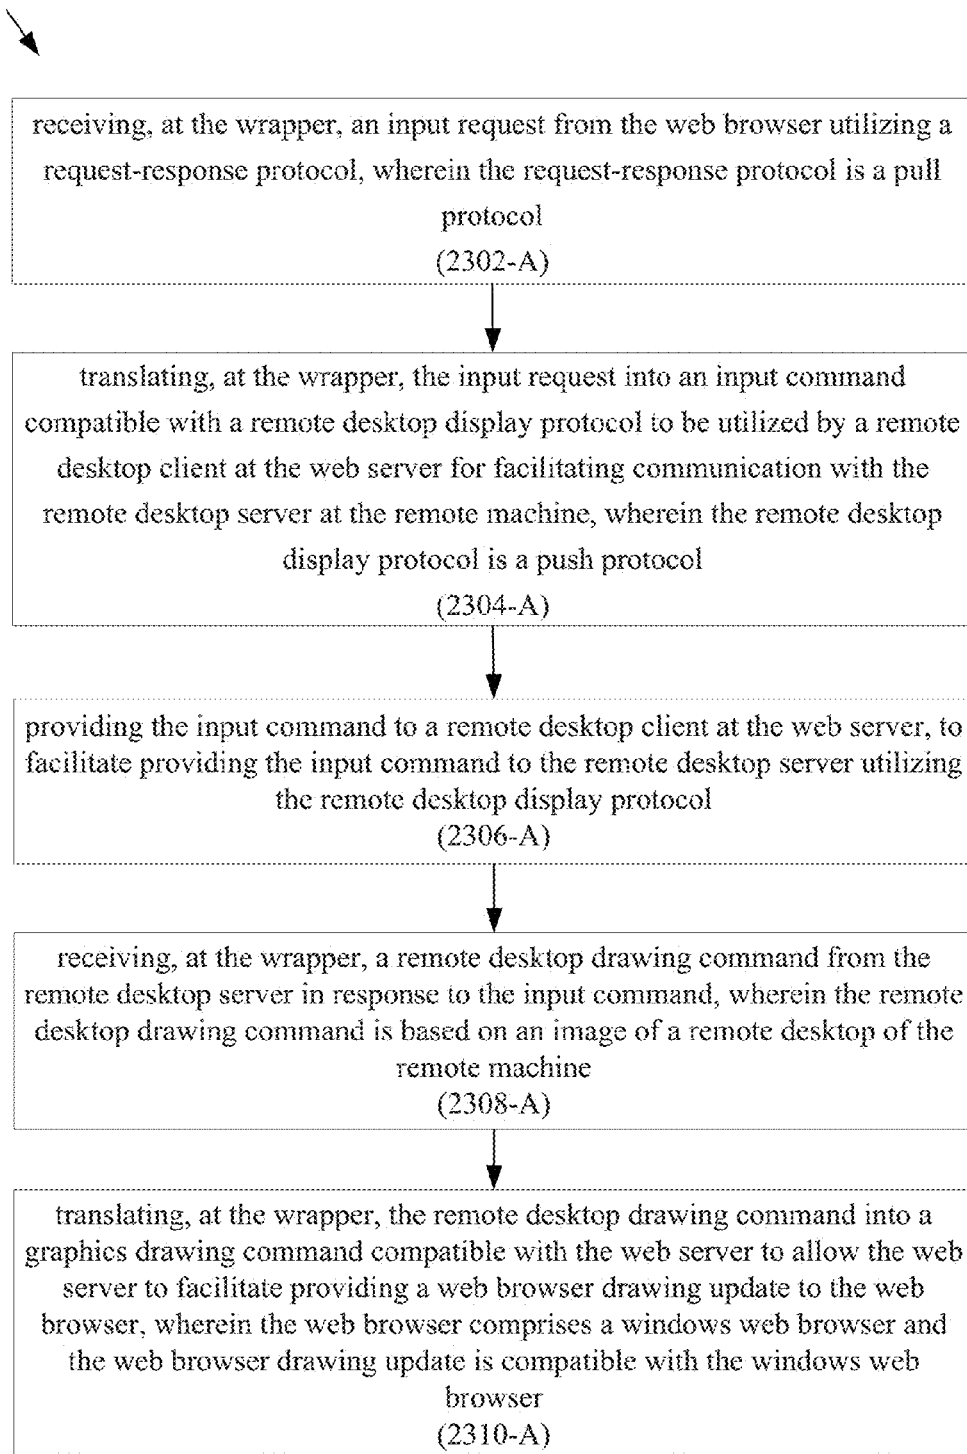 receiving, at the wrapper, an input request from the web browser utilizing a
request-response protocol, wherein the request-response protocol is a pull
protocol
(2302-A)
translating, at the wrapper, the input request into an input command
compatible with a remote desktop display protocol to be utilized by a remote
desktop client at the web server for facilitating communication with the
remote desktop server at the remote machine, wherein the remote desktop
display protocol is a push protocol
(2304-A)
providing the input command to a remote desktop client at the web server, to
facilitate providing the input command to the remote desktop server utilizing
the remote desktop display protocol
(2306-A)
receiving, at the wrapper, a remote desktop drawing command from the
remote desktop server in response to the input command, wherein the remote
desktop drawing command is based on an image of a remote desktop of the
remote machine
(2308-A)
translating, at the wrapper, the remote desktop drawing command into a
graphics drawing command compatible with the web server to allow the web
server to facilitate providing a web browser drawing update to the web
browser, wherein the web browser comprises a windows web browser and
the web browser drawing update is compatible with the windows web
browser
(2310-A)